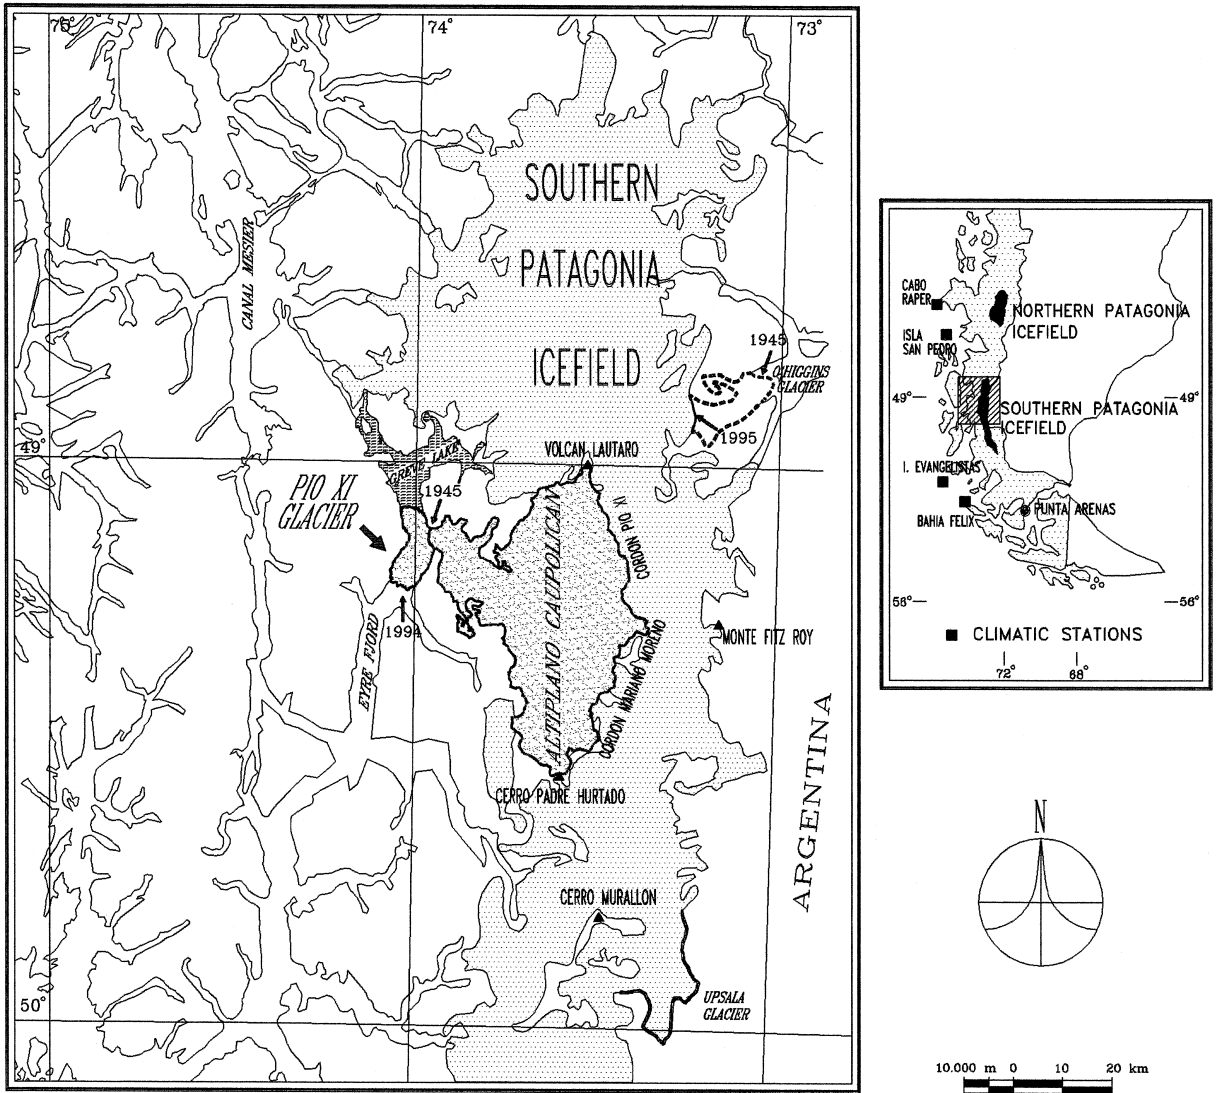 75°
74°
73°
SOUTHERN
PATAGONIA
ICEFIELD
CANAL MESIER
1945
O'HIGGINS
GLACIER
1995
49°
VOLCAN LAUTARO
GREVE LAKE
PIO XI
GLACIER
1945
CORDON PIO XI
ALTIPLANO CAUPOLICAN
1994
EYRE FJORD
MONTE FITZ ROY
CORDON MARIANO MORENO
CERRO PADRE HURTADO
ARGENTINA
CERRO MURALLON
50°
UPSALA
GLACIER
CABO
RAPER
NORTHERN PATAGONIA
ICEFIELD
ISLA
SAN PEDRO
49°
49°
SOUTHERN PATAGONIA
ICEFIELD
I. EVANGELISTAS
BAHIA FELIX
PUNTA ARENAS
56°
56°
CLIMATIC STATIONS
72°
68°
N
10.000 m 0 10 20 km